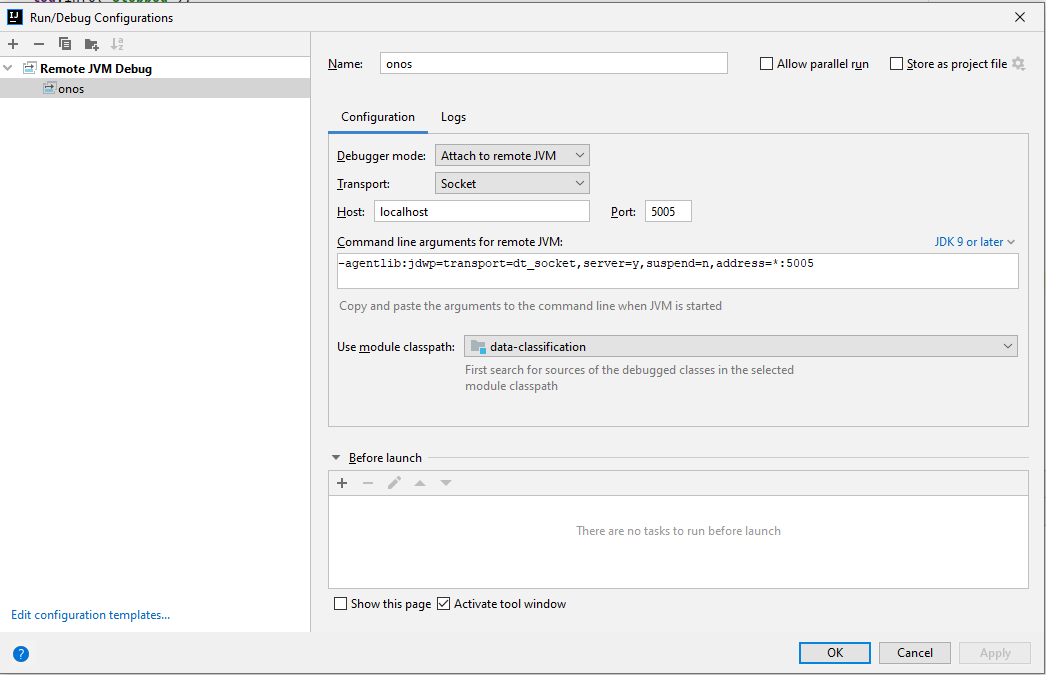 Run/Debug Configurations
Remote JVM Debug
onos
Name: onos
Allow parallel run
Store as project file
Configuration Logs
Debugger mode: Attach to remote JVM
Transport: Socket
Host: localhost Port: 5005
Command line arguments for remote JVM: JDK 9 or later
-agentlib:jdwp=transport=dt_socket,server=y,suspend=n,address=*:5005
Copy and paste the arguments to the command line when JVM is started
Use module classpath: data-classification
First search for sources of the debugged classes in the selected
module classpath
Before launch
There are no tasks to run before launch
Show this page Activate tool window
Edit configuration templates...
? OK Cancel Apply